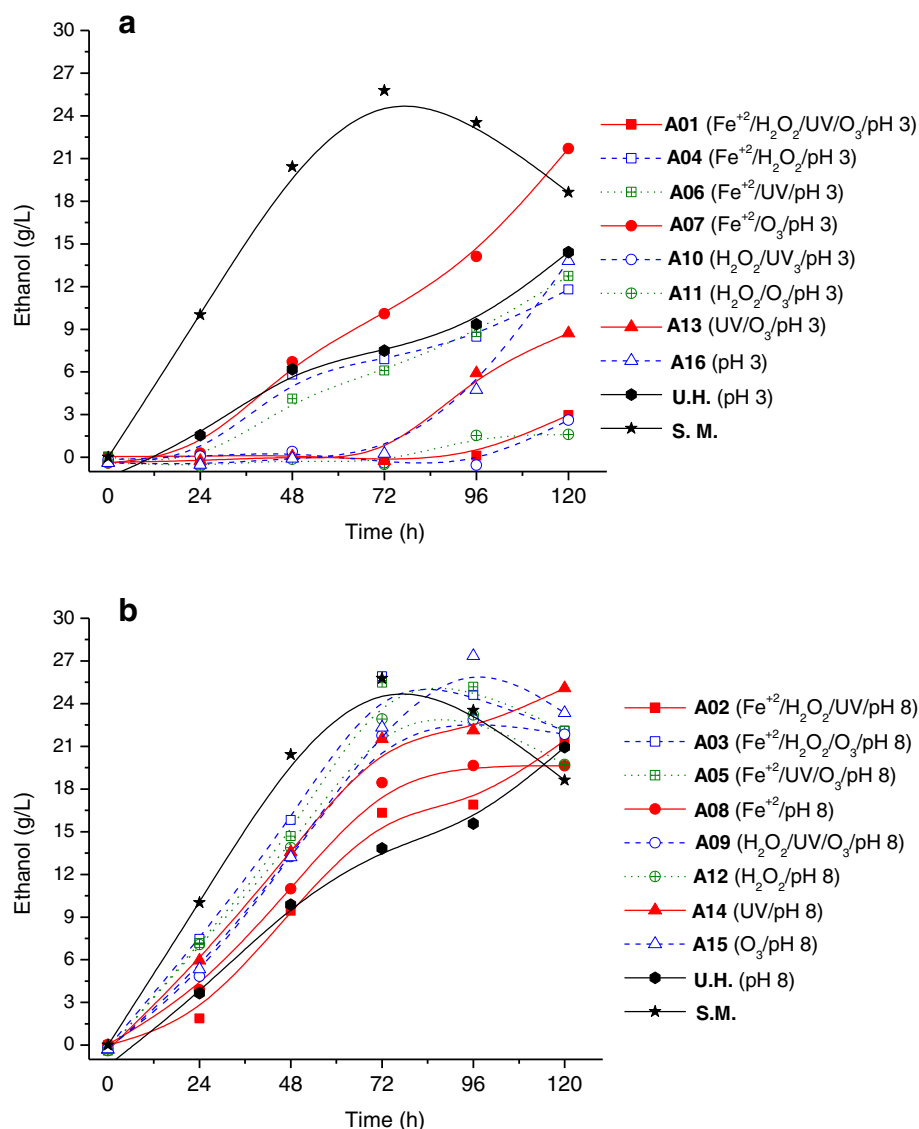 a
Ethanol (g/L)
30
27
24
21
18
15
12
9
6
3
0
0 24 48 72 96 120
Time (h)
A01 (Fe⁺²/H₂O₂/UV/O₃/pH 3)
A04 (Fe⁺²/H₂O₂/pH 3)
A06 (Fe⁺²/UV/pH 3)
A07 (Fe⁺²/O₃/pH 3)
A10 (H₂O₂/UV₃/pH 3)
A11 (H₂O₂/O₃/pH 3)
A13 (UV/O₃/pH 3)
A16 (pH 3)
U.H. (pH 3)
S. M.
b
Ethanol (g/L)
30
27
24
21
18
15
12
9
6
3
0
0 24 48 72 96 120
Time (h)
A02 (Fe⁺²/H₂O₂/UV/pH 8)
A03 (Fe⁺²/H₂O₂/O₃/pH 8)
A05 (Fe⁺²/UV/O₃/pH 8)
A08 (Fe⁺²/pH 8)
A09 (H₂O₂/UV/O₃/pH 8)
A12 (H₂O₂/pH 8)
A14 (UV/pH 8)
A15 (O₃/pH 8)
U.H. (pH 8)
S.M.